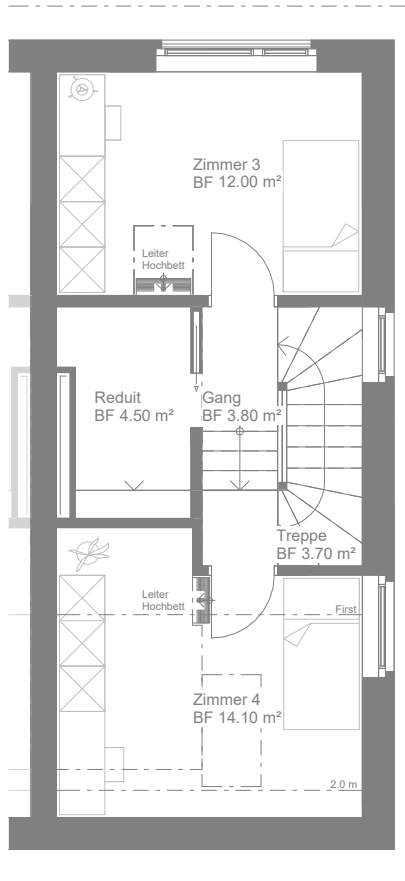 Zimmer 3
BF 12.00 m²
Leiter
Hochbett
Reduit
BF 4.50 m²
Gang
BF 3.80 m²
Treppe
BF 3.70 m²
Leiter
Hochbett
First
Zimmer 4
BF 14.10 m²
2.0 m